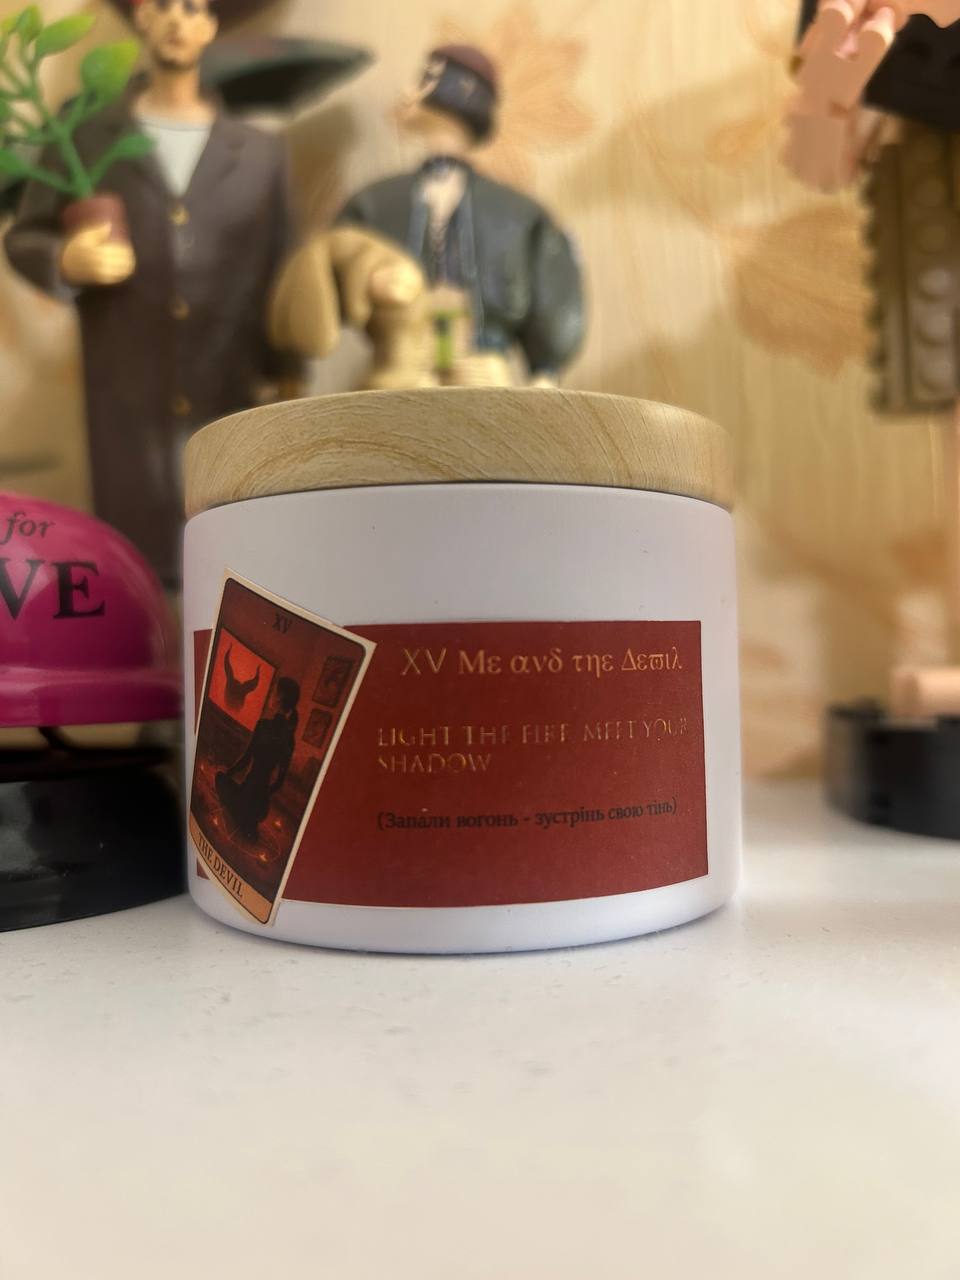 for
VE
XV
THE DEVIL
XV Με ανδ τηε Δεϖιλ
LIGHT THE FIRE MEET YOUR
SHADOW
(Запали вогонь - зустрінь свою тінь)